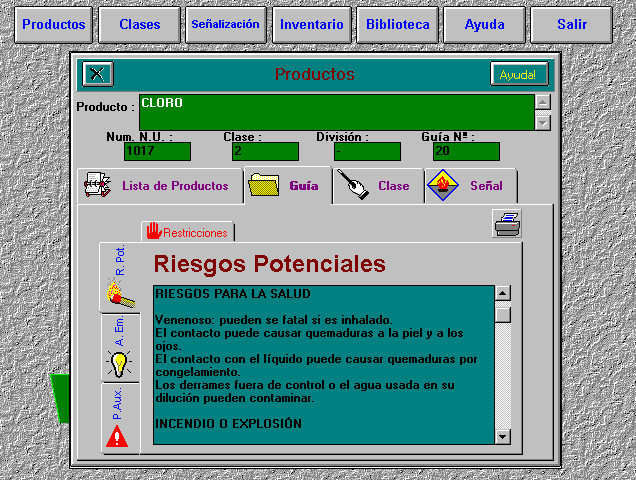 Productos Clases Señalización Inventario Biblioteca Ayuda Salir
Productos
Ayuda!
Producto : CLORO
Num. N.U. : Clase : División : Guía Nº :
1017 2 - 20
Lista de Productos Guía Clase Señal
Restricciones
R. Pot.
A. Em.
P.Aux.
Riesgos Potenciales
RIESGOS PARA LA SALUD
Venenoso: pueden se fatal si es inhalado.
El contacto puede causar quemaduras a la piel y a los
ojos.
El contacto con el líquido puede causar quemaduras por
congelamiento.
Los derrames fuera de control o el agua usada en su
dilución pueden contaminar.
INCENDIO O EXPLOSIÓN